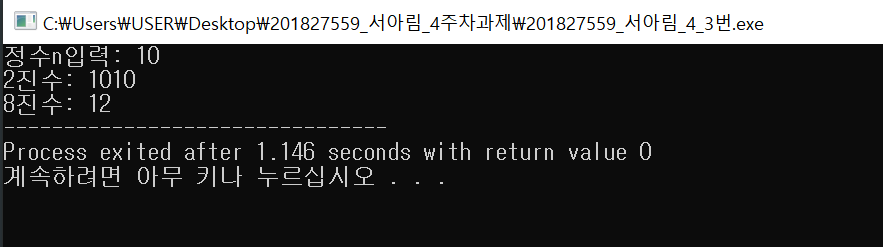 C:\Users\USER\Desktop\201827559_서아림_4주차과제\201827559_서아림_4_3번.exe
정수n입력: 10
2진수: 1010
8진수: 12
--------------------------------
Process exited after 1.146 seconds with return value 0
계속하려면 아무 키나 누르십시오 . . .